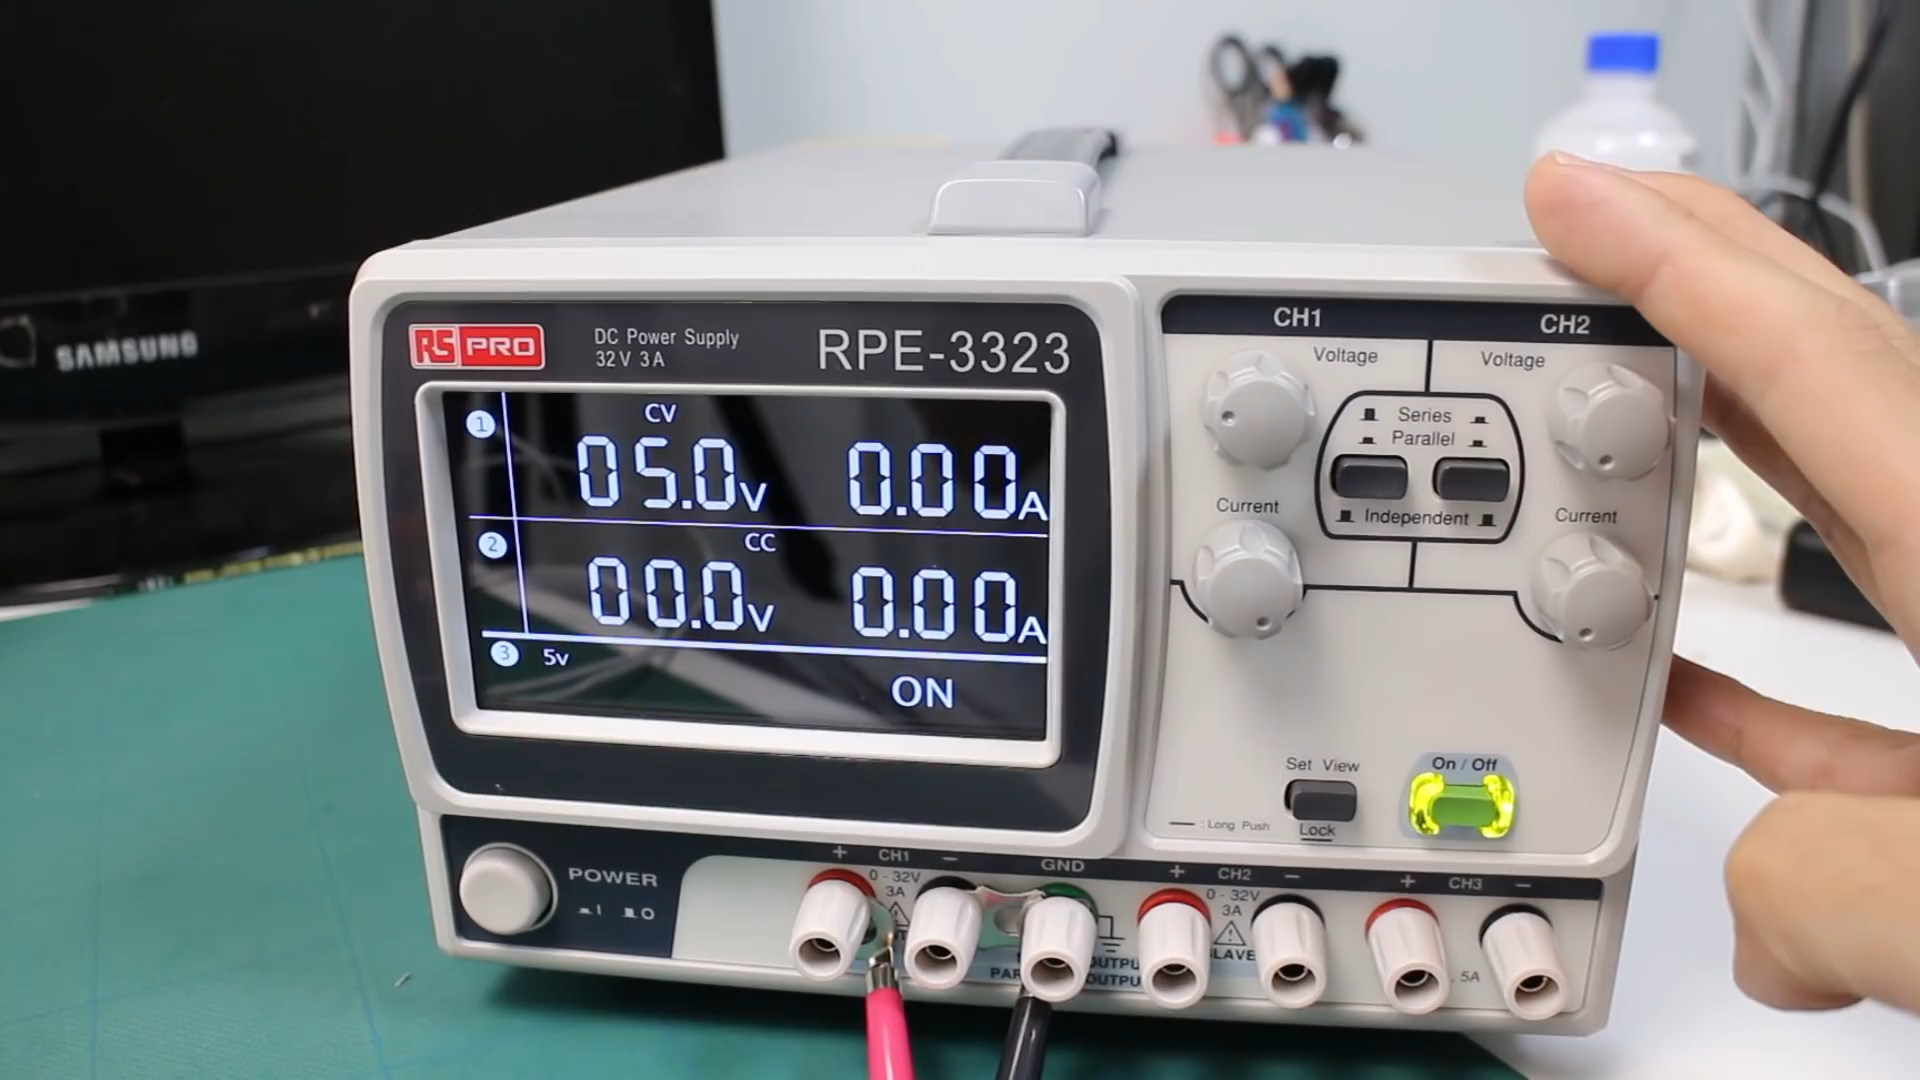 SAMSUNG
RS PRO
DC Power Supply
32V 3A
RPE-3323
1
CV
05.0V 0.00A
2
CC
00.0V 0.00A
3 5v
ON
CH1
CH2
Voltage
Voltage
Series
Parallel
Independent
Current
Current
Set View
Lock
: Long Push
On / Off
POWER
I O
+ CH1 −
0 - 32V
3A
GND
+ CH2 −
0 - 32V
3A
+ CH3 −
5A